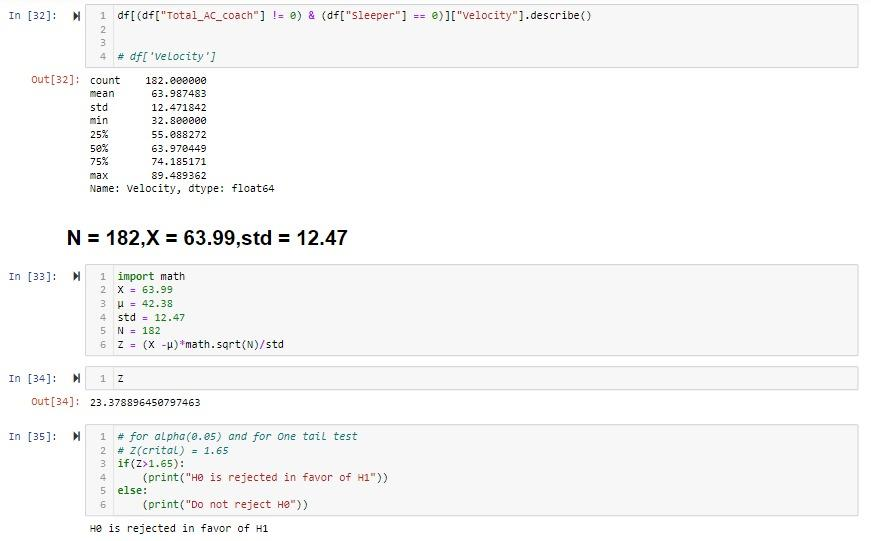 In [32]:
1 df[(df["Total_AC_coach"] != 0) & (df["Sleeper"] == 0)]["Velocity"].describe()
2
3
4 # df['Velocity']
Out[32]:
count 182.000000
mean 63.987483
std 12.471842
min 32.800000
25% 55.088272
50% 63.970449
75% 74.185171
max 89.489362
Name: Velocity, dtype: float64
N = 182,X = 63.99,std = 12.47
In [33]:
1 import math
2 X = 63.99
3 μ = 42.38
4 std = 12.47
5 N = 182
6 Z = (X -μ)*math.sqrt(N)/std
In [34]:
1 Z
Out[34]: 23.378896450797463
In [35]:
1 # for alpha(0.05) and for One tail test
2 # Z(crital) = 1.65
3 if(Z>1.65):
4 (print("H0 is rejected in favor of H1"))
5 else:
6 (print("Do not reject H0"))
H0 is rejected in favor of H1